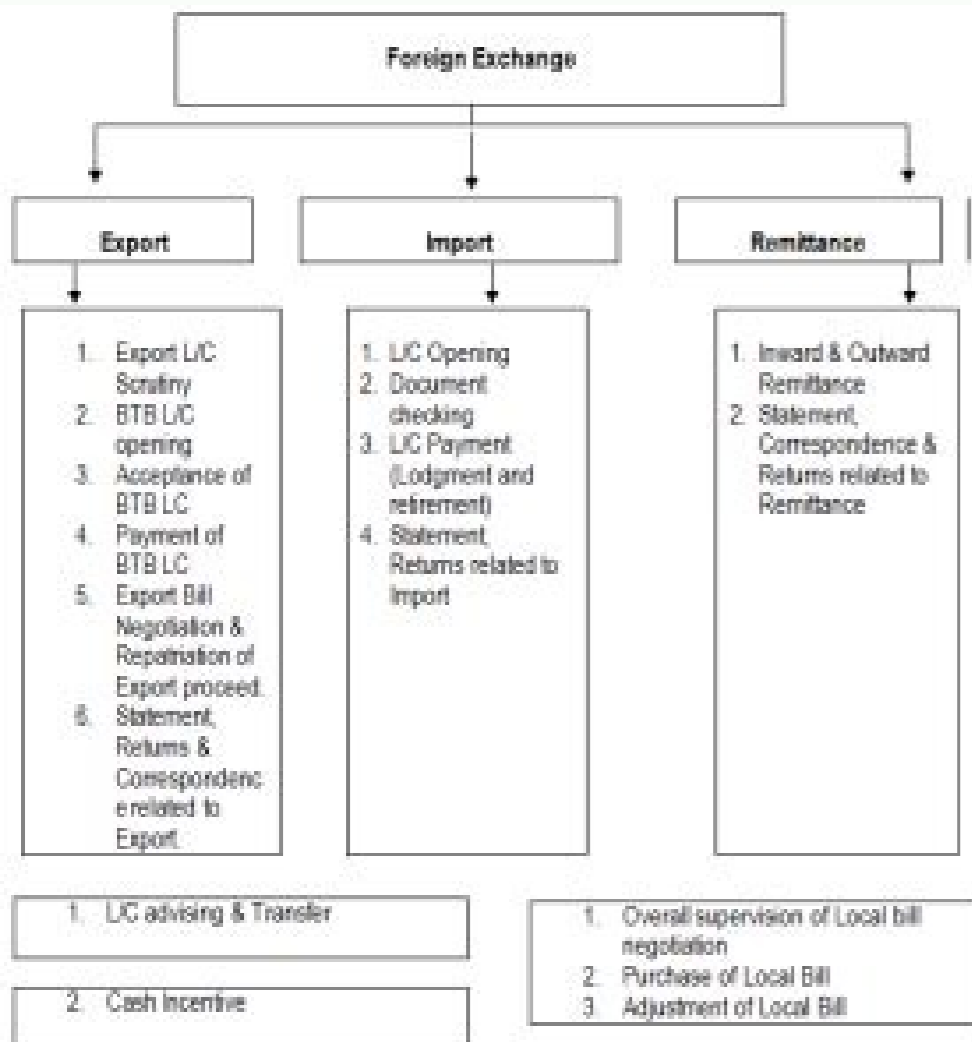 Foreign Exchange
Export
Import
Remittance
1. Export L/C
Scrutiny
2. BTB L/C
opening
3. Acceptance of
BTB LC
4. Payment of
BTB LC
5. Export Bill
Negotiation &
Repatriation of
Export proceed.
6. Statement,
Returns &
Correspondenc
e related to
Export.
1. L/C Opening
2. Document
checking
3. L/C Payment
(Lodgment and
retirement)
4. Statement,
Returns related to
Import
1. Inward & Outward
Remittance
2. Statement,
Correspondence &
Returns related to
Remittance
1. L/C advising & Transfer
2. Cash Incentive
1. Overall supervision of Local bill
negotiation
2. Purchase of Local Bill
3. Adjustment of Local Bill